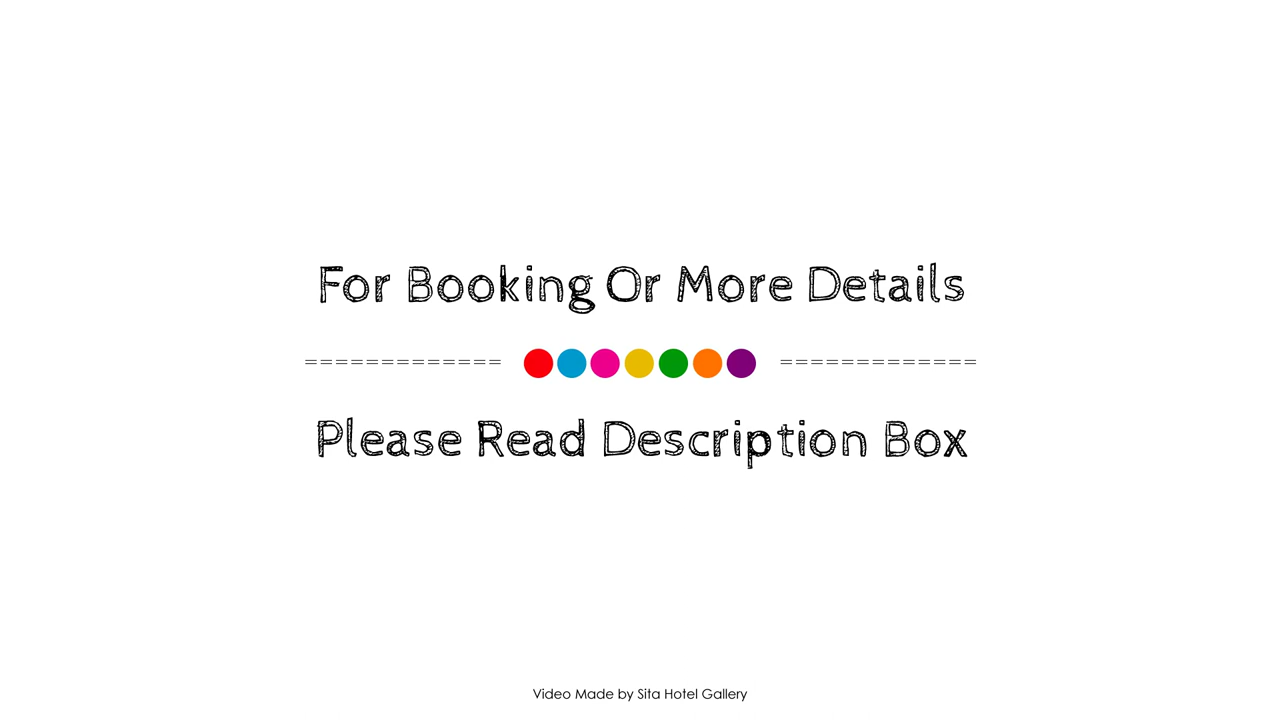 For Booking Or More Details
============= =============
Please Read Description Box
Video Made by Sita Hotel Gallery